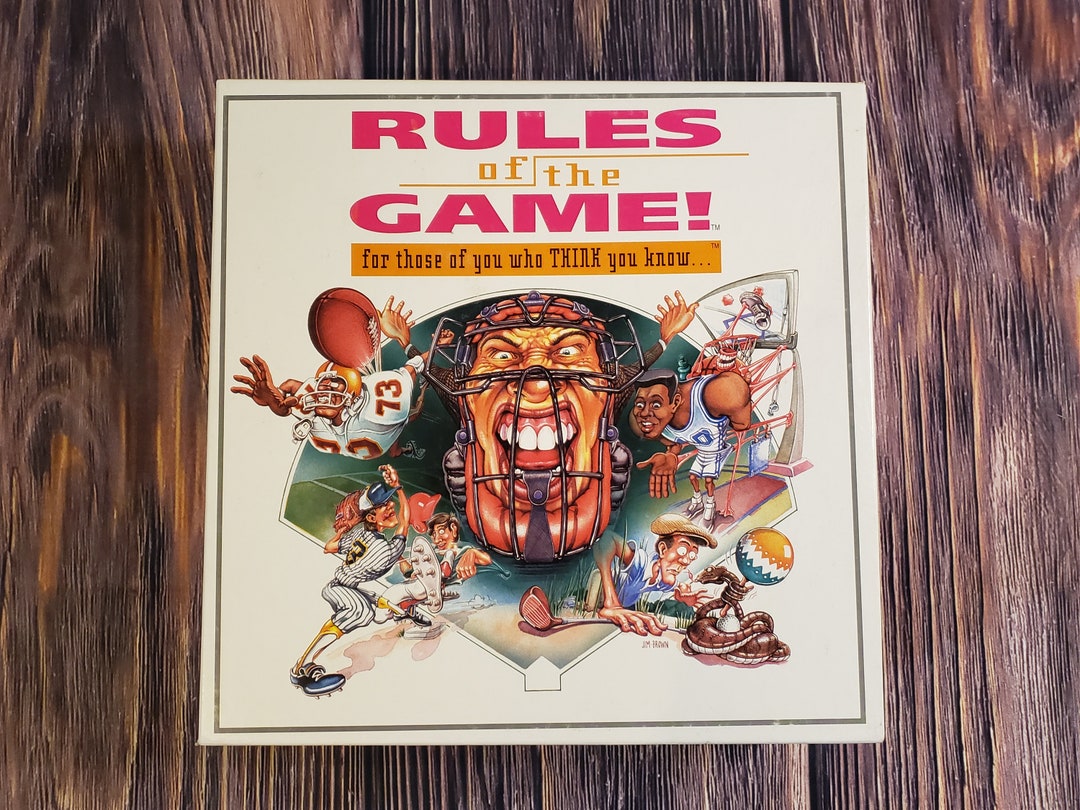 RULES
of the
GAME!™
for those of you who THINK you know...™
73
JIM·BROWN